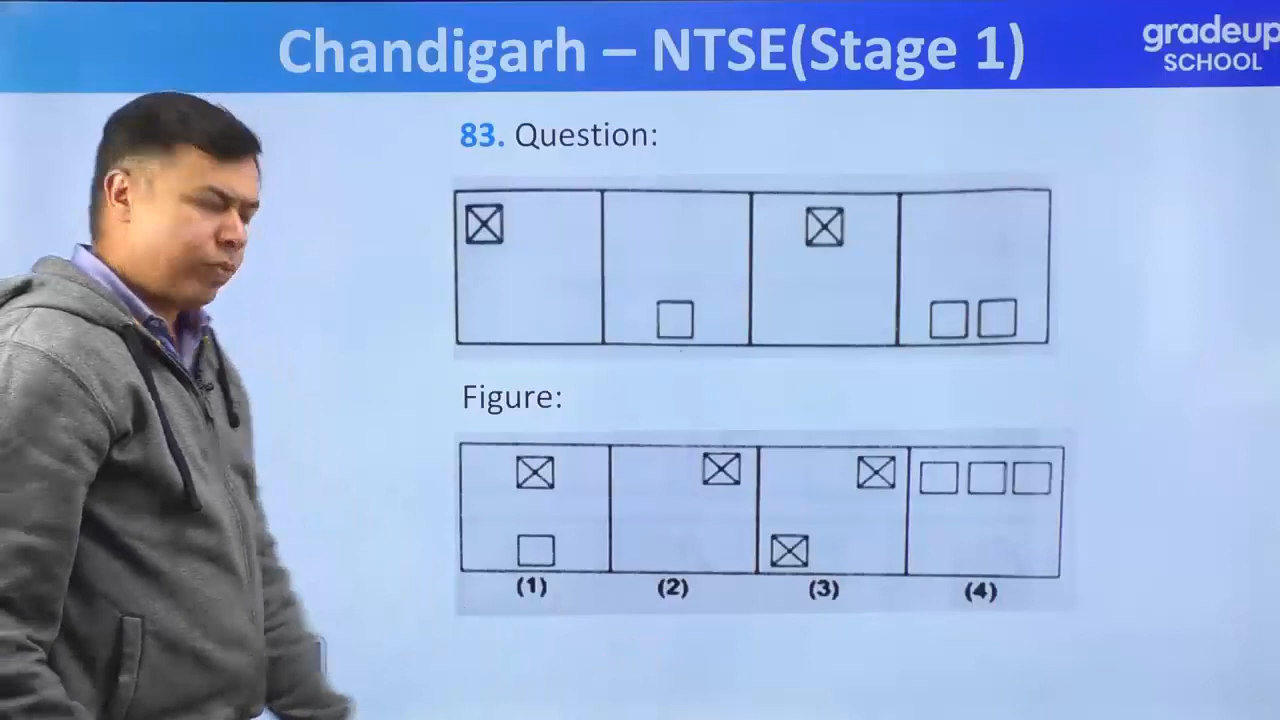 Chandigarh – NTSE(Stage 1)
gradeup
SCHOOL
83. Question:
Figure:
(1) (2) (3) (4)